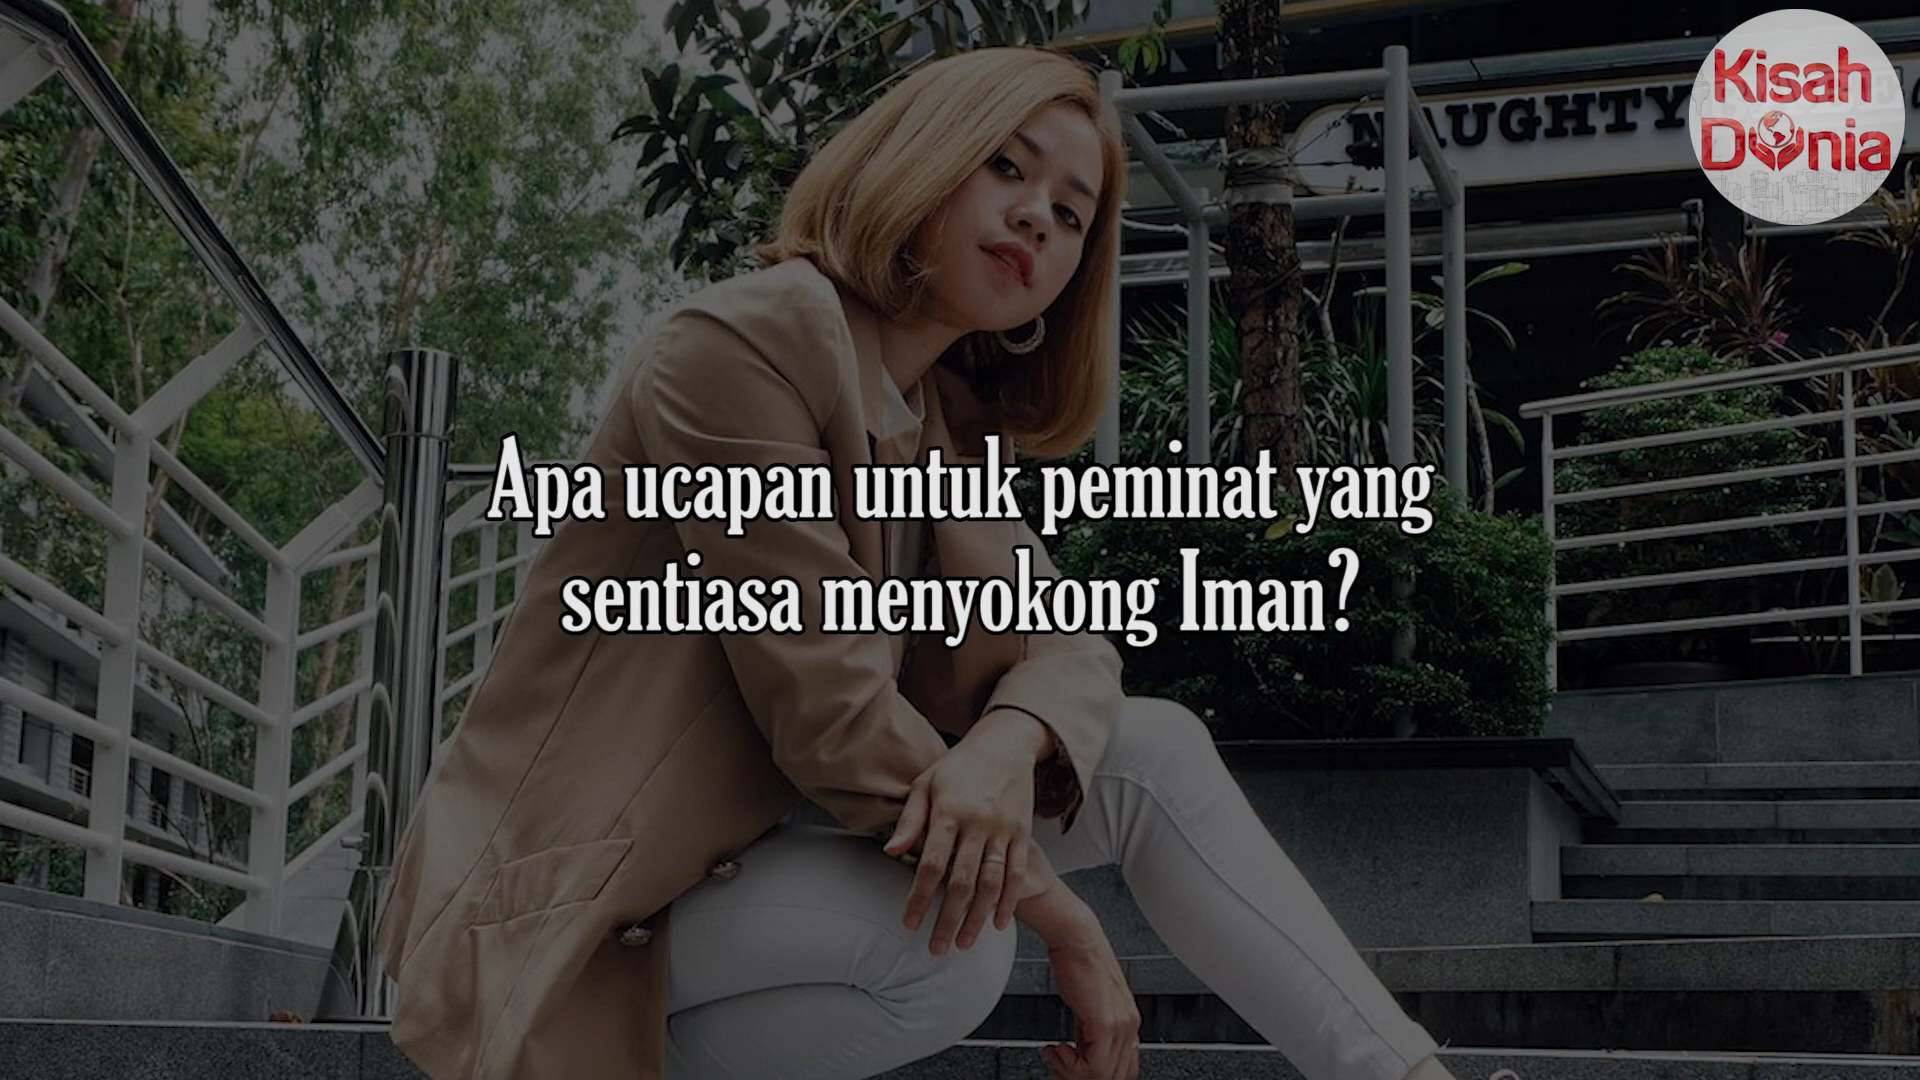 Kisah
Dunia
NAUGHTY
Apa ucapan untuk peminat yang
sentiasa menyokong Iman?